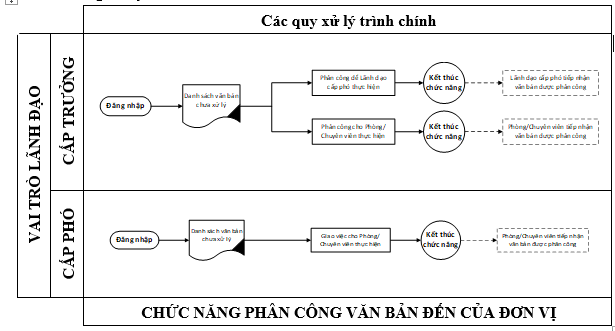 Các quy xử lý trình chính
VAI TRÒ LÃNH ĐẠO
CẤP TRƯỞNG
Đăng nhập
Danh sách văn bản
chưa xử lý
Phân công để Lãnh đạo
cấp phó thực hiện
Kết thúc
chức năng
Lãnh đạo cấp phó tiếp nhận
văn bản được phân công
Phân công cho Phòng/
Chuyên viên thực hiện
Kết thúc
chức năng
Phòng/Chuyên viên tiếp nhận
văn bản được phân công
CẤP PHÓ
Đăng nhập
Danh sách văn bản
chưa xử lý
Giao việc cho Phòng/
Chuyên viên thực hiện
Kết thúc
chức năng
Phòng/Chuyên viên tiếp nhận
văn bản được phân công
CHỨC NĂNG PHÂN CÔNG VĂN BẢN ĐẾN CỦA ĐƠN VỊ